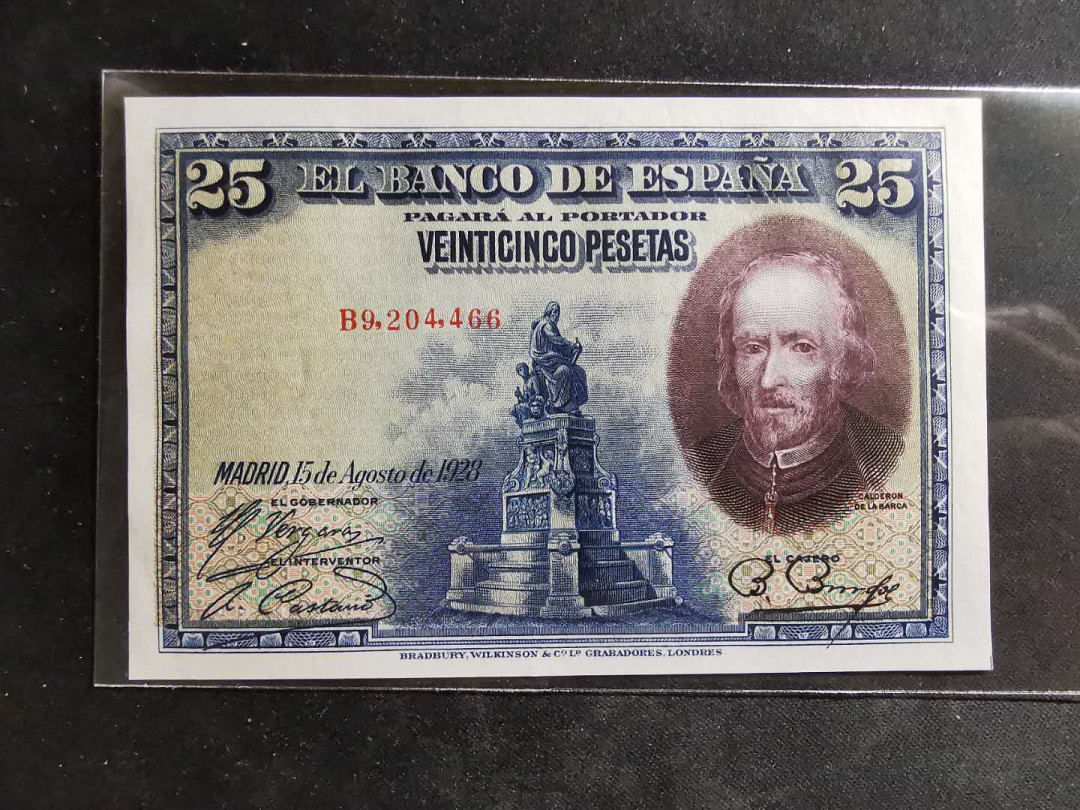 25 EL BANCO DE ESPAÑA 25
PAGARÁ AL PORTADOR
VEINTICINCO PESETAS
B9,204,466
MADRID, 15 de Agosto de 1928
EL GOBERNADOR
CALDERON
DE LA BARCA
EL INTERVENTOR
EL CAJERO
BRADBURY, WILKINSON & Cº Lᴰ GRABADORES, LONDRES